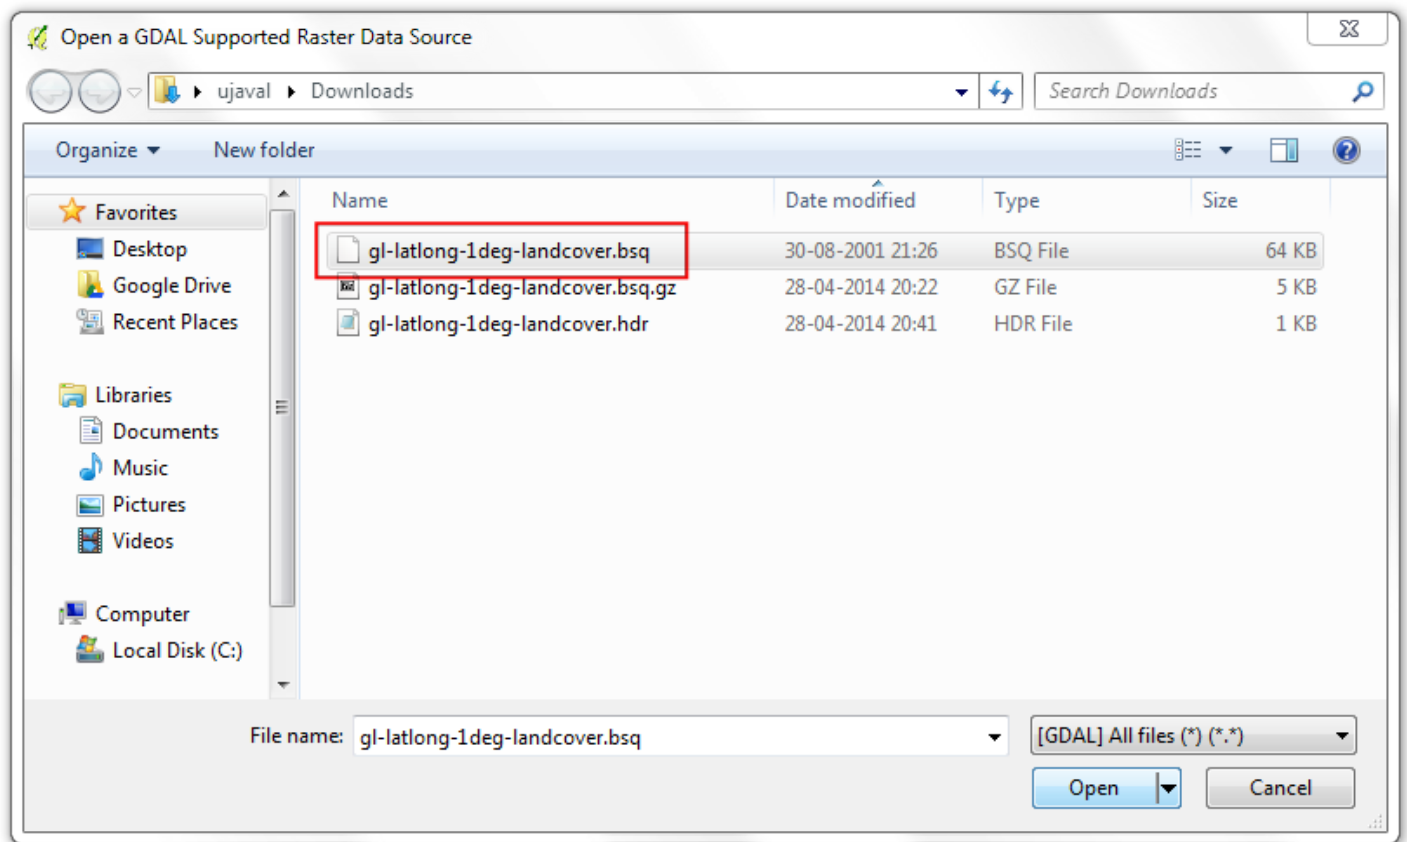 Open a GDAL Supported Raster Data Source
ujaval Downloads Search Downloads
Organize New folder
Name Date modified Type Size
Favorites
Desktop
Google Drive
Recent Places
Libraries
Documents
Music
Pictures
Videos
Computer
Local Disk (C:)
gl-latlong-1deg-landcover.bsq 30-08-2001 21:26 BSQ File 64 KB
gl-latlong-1deg-landcover.bsq.gz 28-04-2014 20:22 GZ File 5 KB
gl-latlong-1deg-landcover.hdr 28-04-2014 20:41 HDR File 1 KB
File name: gl-latlong-1deg-landcover.bsq [GDAL] All files (*) (*.*)
Open Cancel